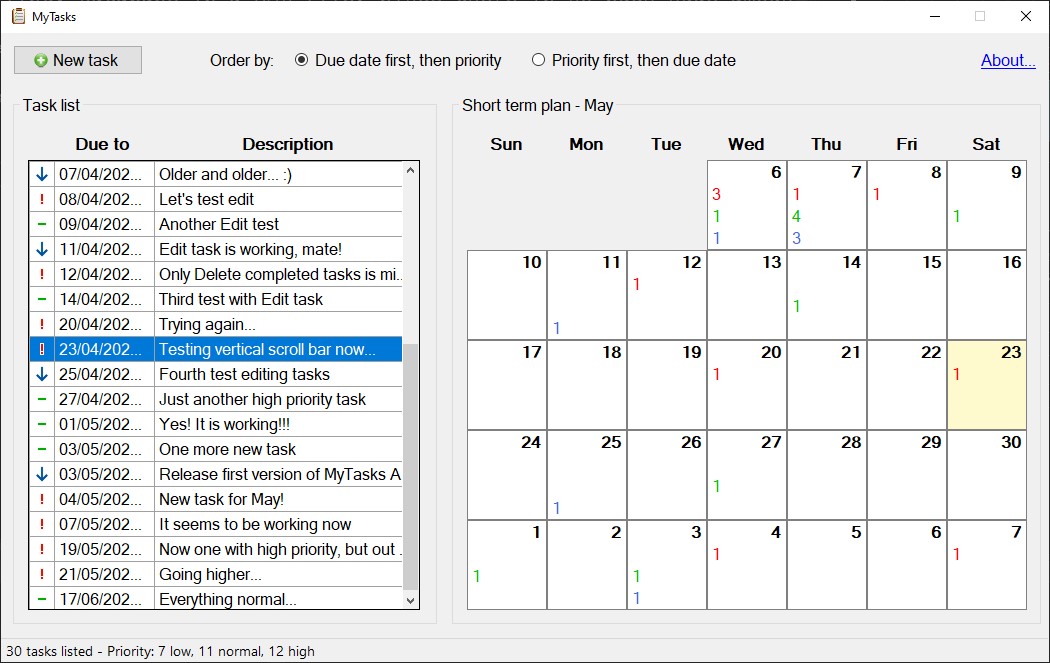 MyTasks
New task
Order by:
Due date first, then priority
Priority first, then due date
About...
Task list
Due to Description
07/04/202... Older and older... :)
! 08/04/202... Let's test edit
09/04/202... Another Edit test
11/04/202... Edit task is working, mate!
! 12/04/202... Only Delete completed tasks is mi..
14/04/202... Third test with Edit task
! 20/04/202... Trying again...
! 23/04/202... Testing vertical scroll bar now...
25/04/202... Fourth test editing tasks
27/04/202... Just another high priority task
01/05/202... Yes! It is working!!!
03/05/202... One more new task
03/05/202... Release first version of MyTasks A
! 04/05/202... New task for May!
! 07/05/202... It seems to be working now
! 19/05/202... Now one with high priority, but out .
! 21/05/202... Going higher...
17/06/202... Everything normal...
Short term plan - May
Sun Mon Tue Wed Thu Fri Sat
6 7 8 9
3 1 1
1 4 1
1 3
10 11 12 13 14 15 16
1
1
1
17 18 19 20 21 22 23
1 1
24 25 26 27 28 29 30
1
1
1 2 3 4 5 6 7
1 1
1 1
1
30 tasks listed - Priority: 7 low, 11 normal, 12 high